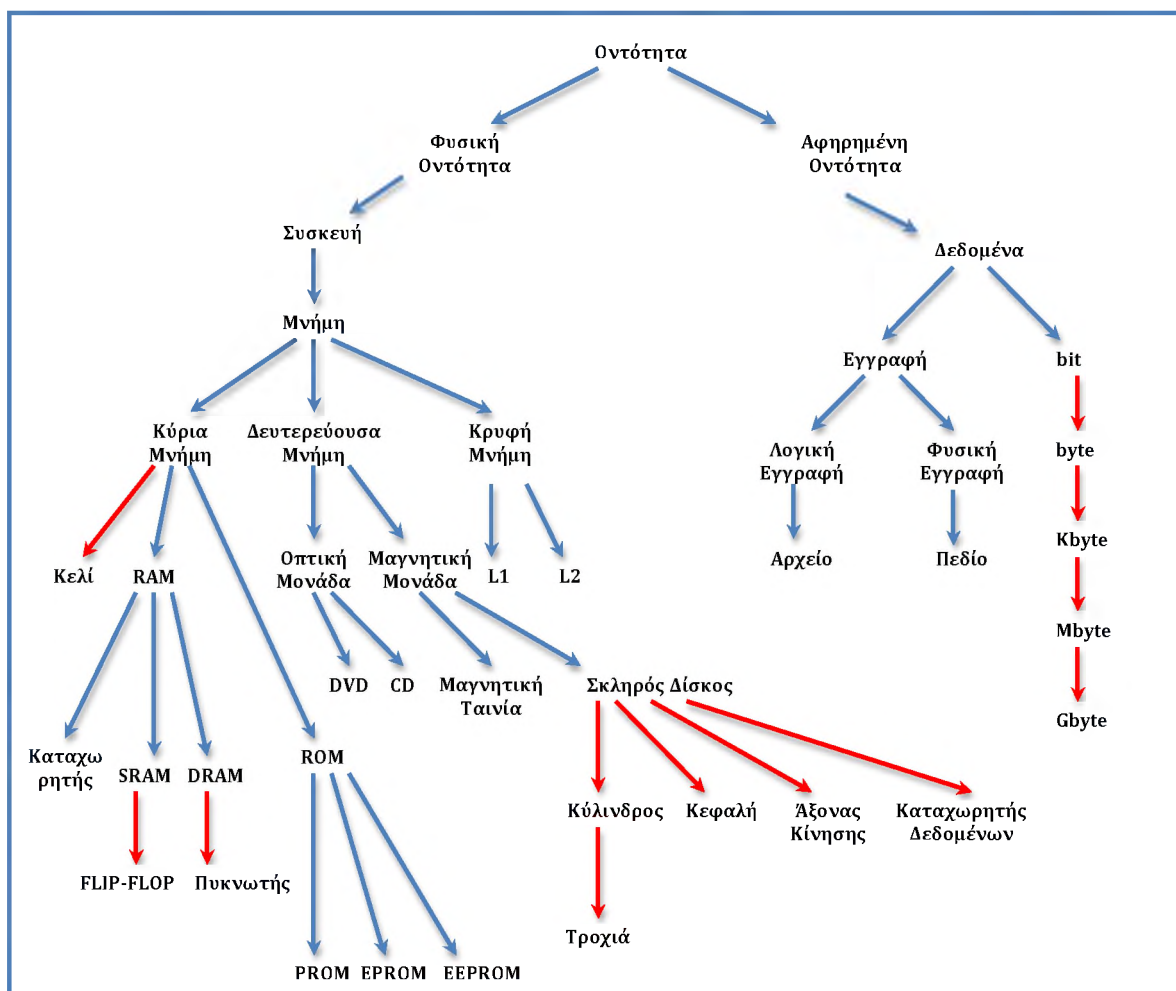 Οντότητα
Φυσική
Οντότητα
Αφηρημένη
Οντότητα
Συσκευή
Δεδομένα
Μνήμη
Εγγραφή
bit
Κύρια
Μνήμη
Δευτερεύουσα
Μνήμη
Κρυφή
Μνήμη
Λογική
Εγγραφή
Φυσική
Εγγραφή
byte
Κελί
RAM
Οπτική
Μονάδα
Μαγνητική
Μονάδα
L1
L2
Αρχείο
Πεδίο
Kbyte
Mbyte
DVD
CD
Μαγνητική
Ταινία
Σκληρός Δίσκος
Gbyte
Καταχω
ρητής
SRAM
DRAM
ROM
Κύλινδρος
Κεφαλή
Άξονας
Κίνησης
Καταχωρητής
Δεδομένων
FLIP-FLOP
Πυκνωτής
Τροχιά
PROM
EPROM
EEPROM